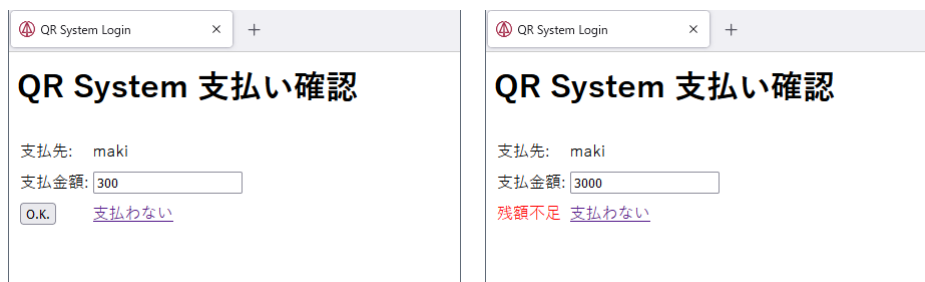 QR System Login
QR System 支払い確認
支払先: maki
支払金額: 300
O.K. 支払わない
QR System Login
QR System 支払い確認
支払先: maki
支払金額: 3000
残額不足 支払わない